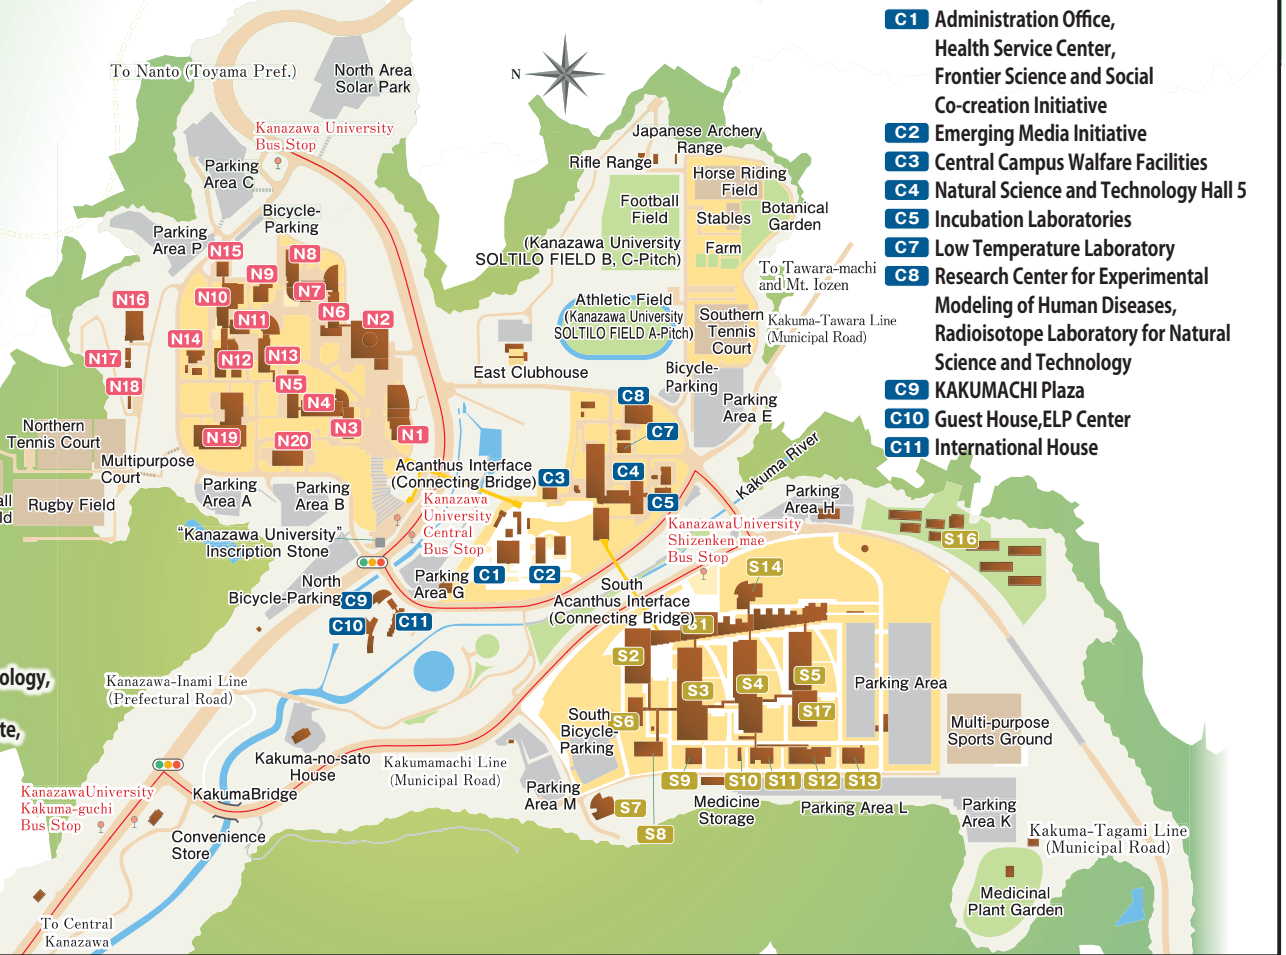 C1 Administration Office,
Health Service Center,
Frontier Science and Social
Co-creation Initiative
C2 Emerging Media Initiative
C3 Central Campus Walfare Facilities
C4 Natural Science and Technology Hall 5
C5 Incubation Laboratories
C7 Low Temperature Laboratory
C8 Research Center for Experimental
Modeling of Human Diseases,
Radioisotope Laboratory for Natural
Science and Technology
C9 KAKUMACHI Plaza
C10 Guest House,ELP Center
C11 International House
N
To Nanto (Toyama Pref.)
North Area
Solar Park
Kanazawa University
Bus Stop
Parking
Area C
Bicycle-
Parking
Parking
Area P
N15
N8
N9
N7
N10
N16
N6
N11
N2
N14
N12
N13
N17
N18
N5
N4
N3
N1
N19
N20
Northern
Tennis Court
Multipurpose
Court
Rugby Field
all
ld
Parking
Area A
Parking
Area B
"Kanazawa University"
Inscription Stone
Japanese Archery
Range
Rifle Range
Horse Riding
Field
Football
Field
Stables
Botanical
Garden
(Kanazawa University
SOLTILO FIELD B, C-Pitch)
Farm
To Tawara-machi
and Mt. Iozen
Athletic Field
(Kanazawa University
SOLTILO FIELD A-Pitch)
Southern
Tennis
Court
Kakuma-Tawara Line
(Municipal Road)
East Clubhouse
Bicycle-
Parking
Parking
Area E
C8
C7
C4
C3
C5
Acanthus Interface
(Connecting Bridge)
Kanazawa
University
Central
Bus Stop
Kakuma River
Parking
Area H
KanazawaUniversity
Shizenken mae
Bus Stop
S16
C1
C2
Parking
Area G
North
Bicycle-Parking
C9
C10
C11
South
Acanthus Interface
(Connecting Bridge)
S14
S1
S2
S3
S4
S5
S17
S6
Parking Area
South
Bicycle-
Parking
Multi-purpose
Sports Ground
S9
S10
S11
S12
S13
Medicine
Storage
Parking Area L
Parking
Area M
S7
S8
Parking
Area K
Kakuma-Tagami Line
(Municipal Road)
Medicinal
Plant Garden
ology,
te,
Kanazawa-Inami Line
(Prefectural Road)
Kakuma-no-sato
House
Kakumamachi Line
(Municipal Road)
KanazawaUniversity
Kakuma-guchi
Bus Stop
KakumaBridge
Convenience
Store
To Central
Kanazawa